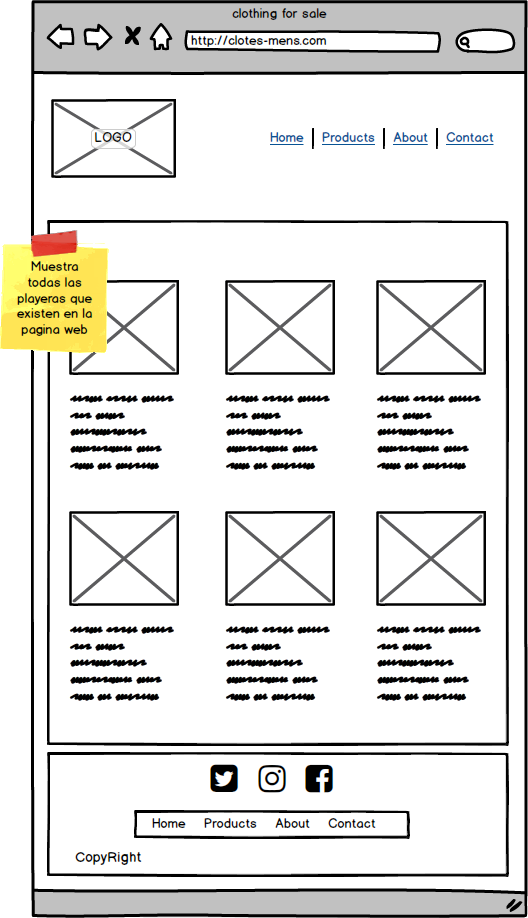 clothing for sale
http://clotes-mens.com
LOGO
Home Products About Contact
Muestra
todas las
playeras que
existen en la
pagina web
Home Products About Contact
CopyRight